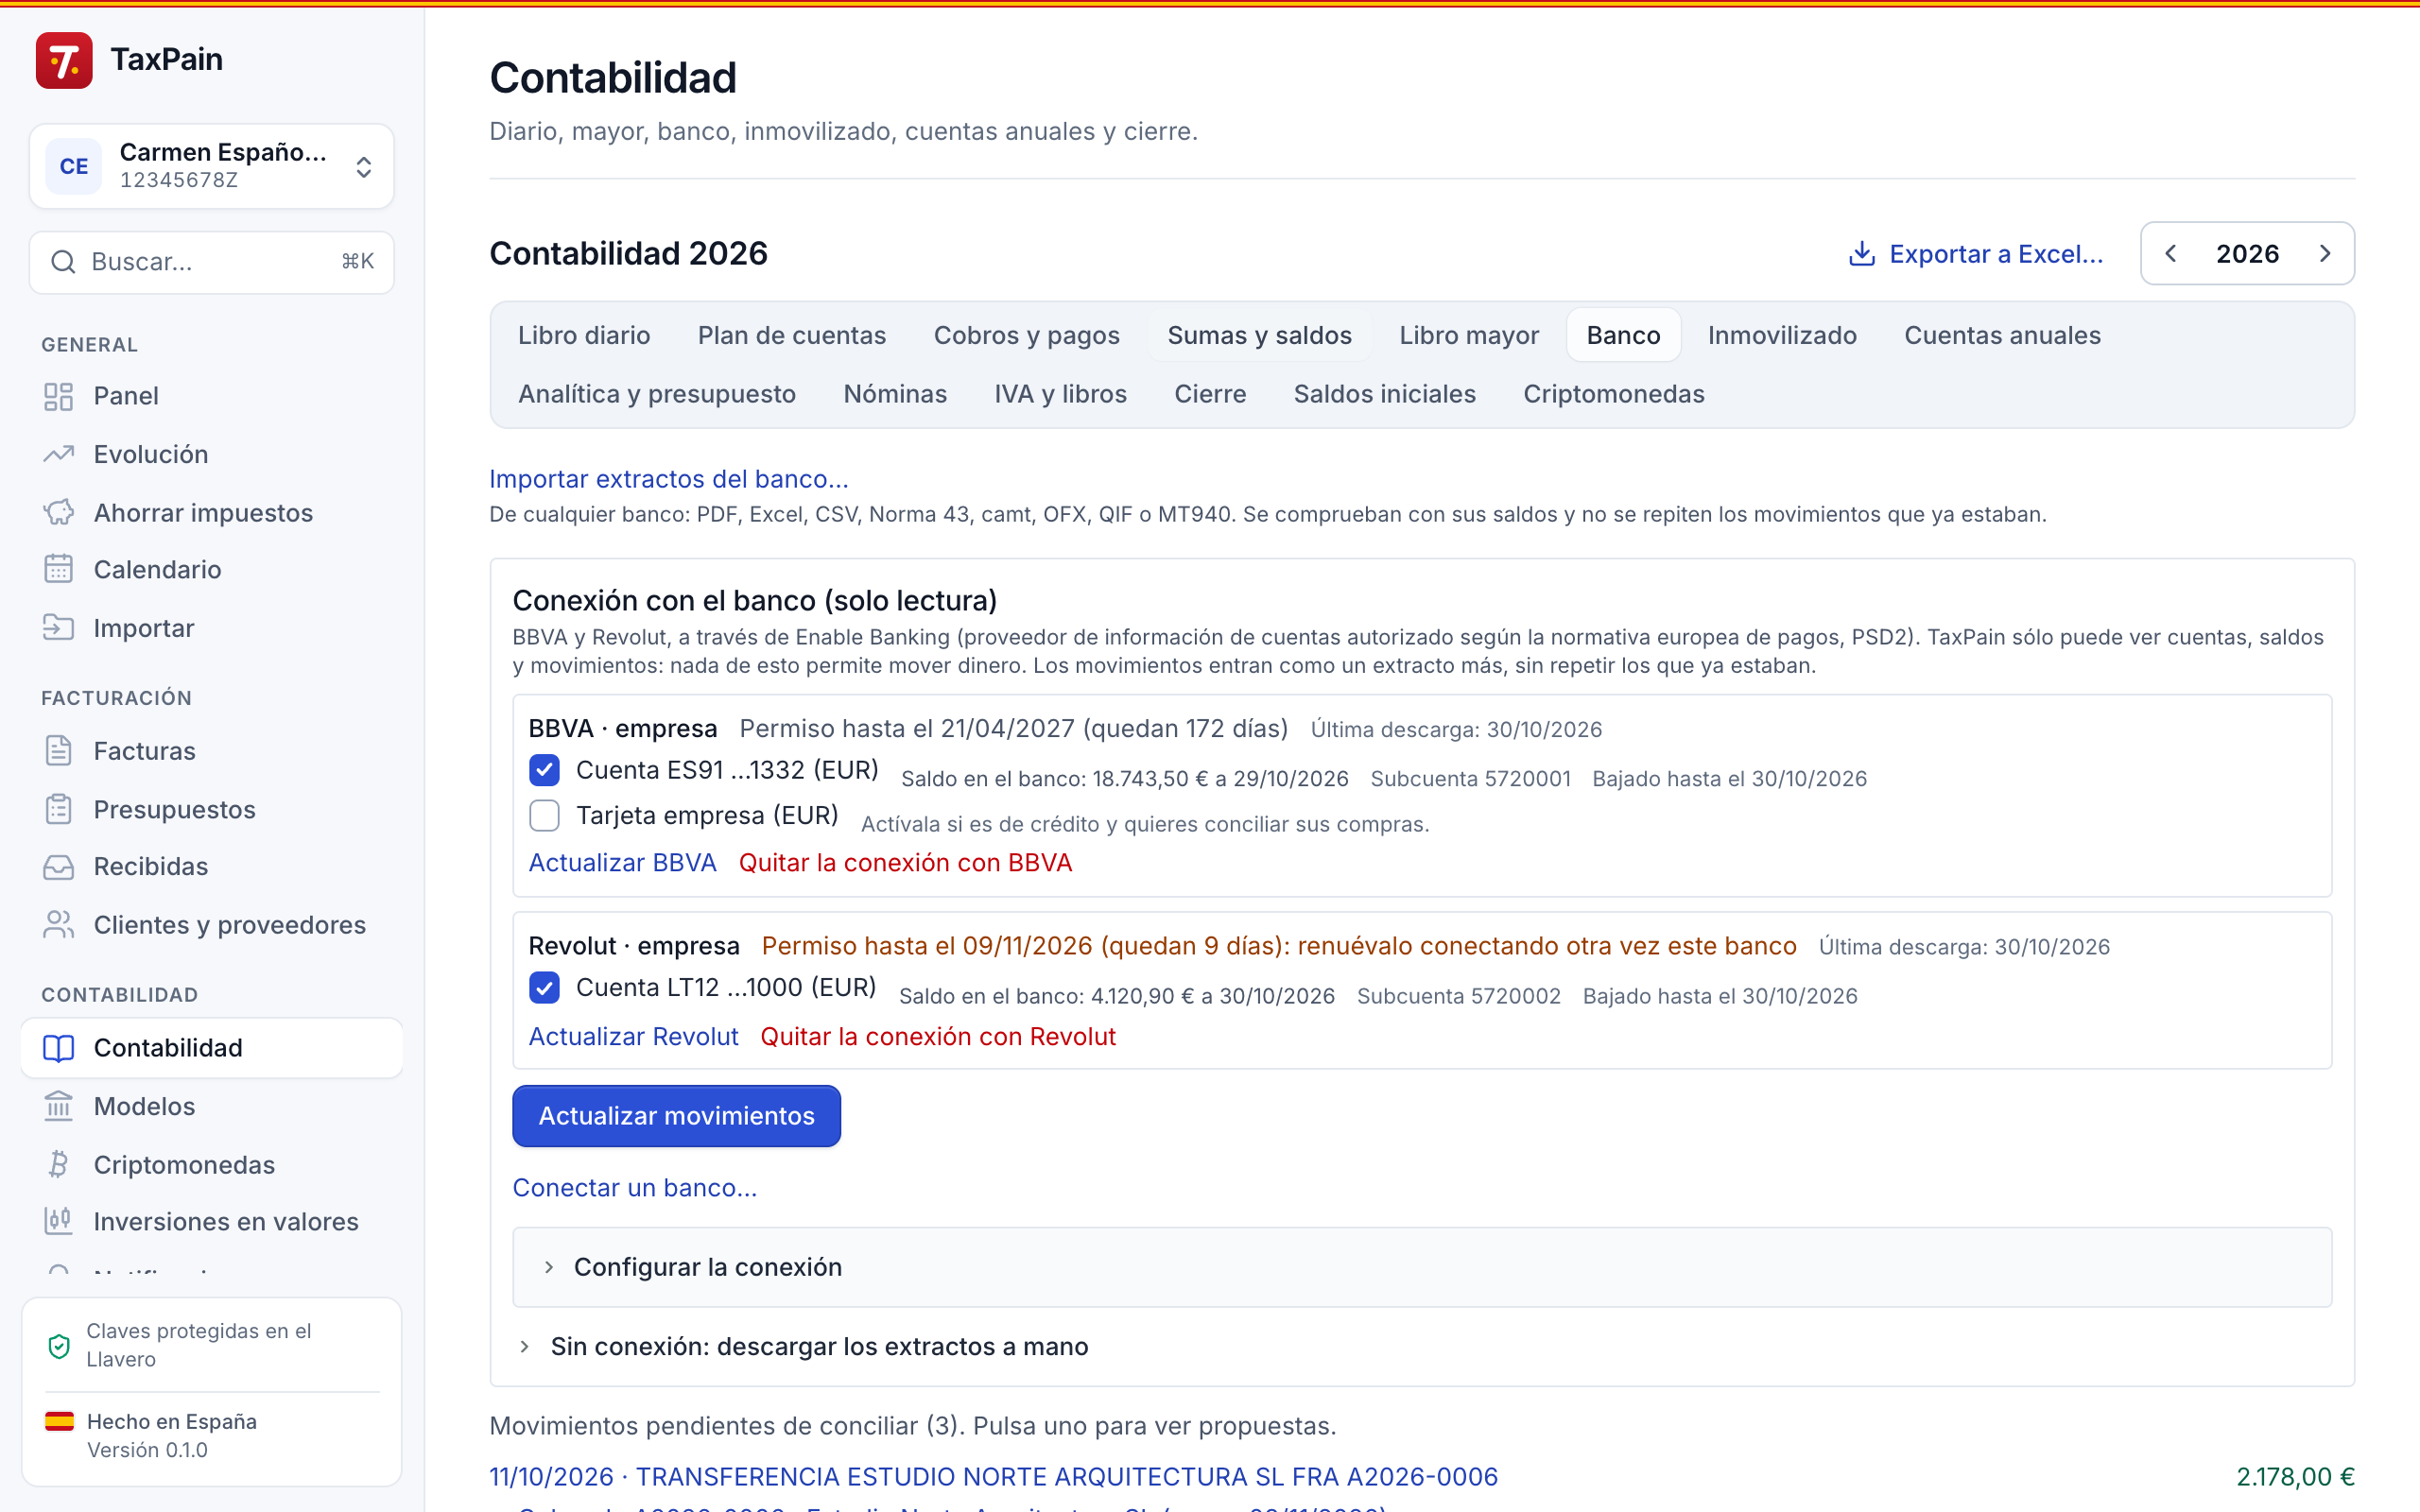 TaxPain
CE
Carmen Españo...
12345678Z
Buscar...
⌘K
GENERAL
Panel
Evolución
Ahorrar impuestos
Calendario
Importar
FACTURACIÓN
Facturas
Presupuestos
Recibidas
Clientes y proveedores
CONTABILIDAD
Contabilidad
Modelos
Criptomonedas
Inversiones en valores
Claves protegidas en el
Llavero
Hecho en España
Versión 0.1.0
Contabilidad
Diario, mayor, banco, inmovilizado, cuentas anuales y cierre.
Contabilidad 2026
Exportar a Excel...
2026
Libro diario Plan de cuentas Cobros y pagos Sumas y saldos Libro mayor Banco Inmovilizado Cuentas anuales
Analítica y presupuesto Nóminas IVA y libros Cierre Saldos iniciales Criptomonedas
Importar extractos del banco...
De cualquier banco: PDF, Excel, CSV, Norma 43, camt, OFX, QIF o MT940. Se comprueban con sus saldos y no se repiten los movimientos que ya estaban.
Conexión con el banco (solo lectura)
BBVA y Revolut, a través de Enable Banking (proveedor de información de cuentas autorizado según la normativa europea de pagos, PSD2). TaxPain sólo puede ver cuentas, saldos
y movimientos: nada de esto permite mover dinero. Los movimientos entran como un extracto más, sin repetir los que ya estaban.
BBVA · empresa Permiso hasta el 21/04/2027 (quedan 172 días) Última descarga: 30/10/2026
Cuenta ES91 ...1332 (EUR) Saldo en el banco: 18.743,50 € a 29/10/2026 Subcuenta 5720001 Bajado hasta el 30/10/2026
Tarjeta empresa (EUR) Actívala si es de crédito y quieres conciliar sus compras.
Actualizar BBVA Quitar la conexión con BBVA
Revolut · empresa Permiso hasta el 09/11/2026 (quedan 9 días): renuévalo conectando otra vez este banco Última descarga: 30/10/2026
Cuenta LT12 ...1000 (EUR) Saldo en el banco: 4.120,90 € a 30/10/2026 Subcuenta 5720002 Bajado hasta el 30/10/2026
Actualizar Revolut Quitar la conexión con Revolut
Actualizar movimientos
Conectar un banco...
Configurar la conexión
Sin conexión: descargar los extractos a mano
Movimientos pendientes de conciliar (3). Pulsa uno para ver propuestas.
11/10/2026 · TRANSFERENCIA ESTUDIO NORTE ARQUITECTURA SL FRA A2026-0006 2.178,00 €